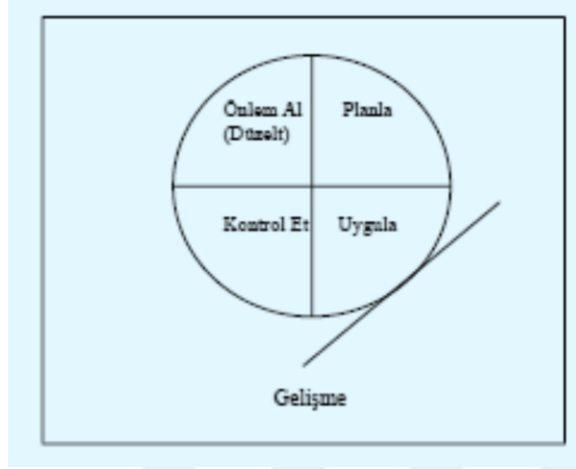 Önlem Al
(Düzelt)
Planla
Kontrol Et
Uygula
Gelişme